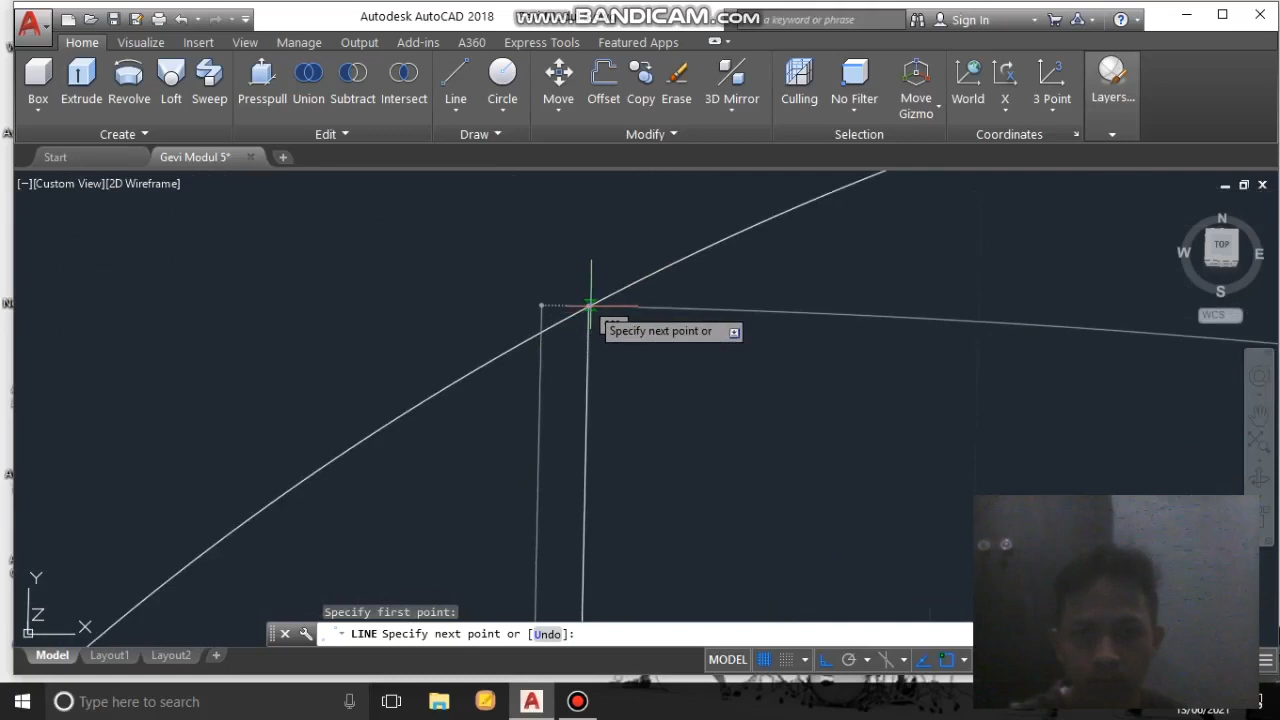 Autodesk AutoCAD 2018
www.BANDICAM.com
a keyword or phrase
Sign In
Home Visualize Insert View Manage Output Add-ins A360 Express Tools Featured Apps
Box Extrude Revolve Loft Sweep Presspull Union Subtract Intersect Line Circle Move Offset Copy Erase 3D Mirror Culling No Filter Move Gizmo World X 3 Point Layers...
Create Edit Draw Modify Selection Coordinates
Start Gevi Modul 5*
[−][Custom View][2D Wireframe]
N
W TOP E
S
WCS
Specify next point or
Y
Z
X
Specify first point:
LINE Specify next point or [Undo]:
Model Layout1 Layout2
MODEL
Type here to search